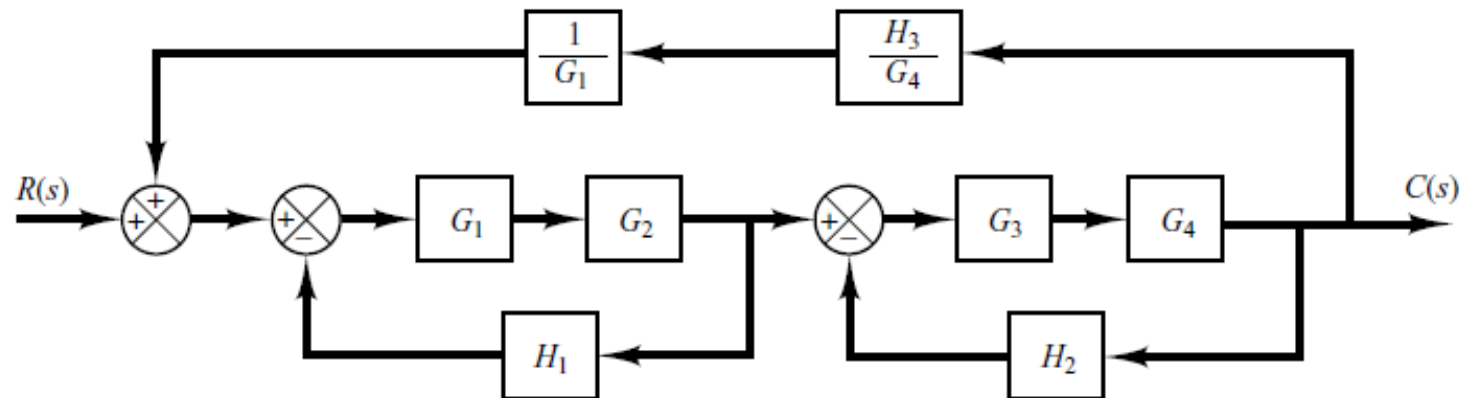 1
G₁
H₃
G₄
R(s)
C(s)
+
+
+
−
G₁
G₂
+
−
G₃
G₄
H₁
H₂